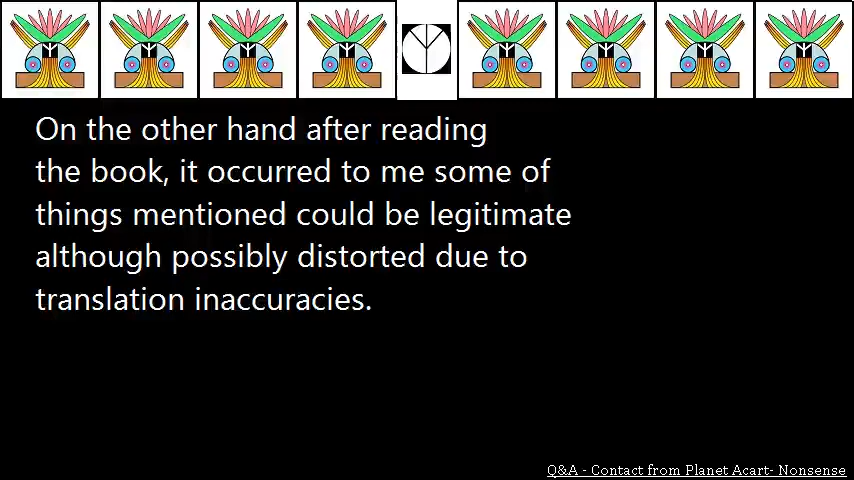 On the other hand after reading
the book, it occurred to me some of
things mentioned could be legitimate
although possibly distorted due to
translation inaccuracies.
Q&A - Contact from Planet Acart- Nonsense